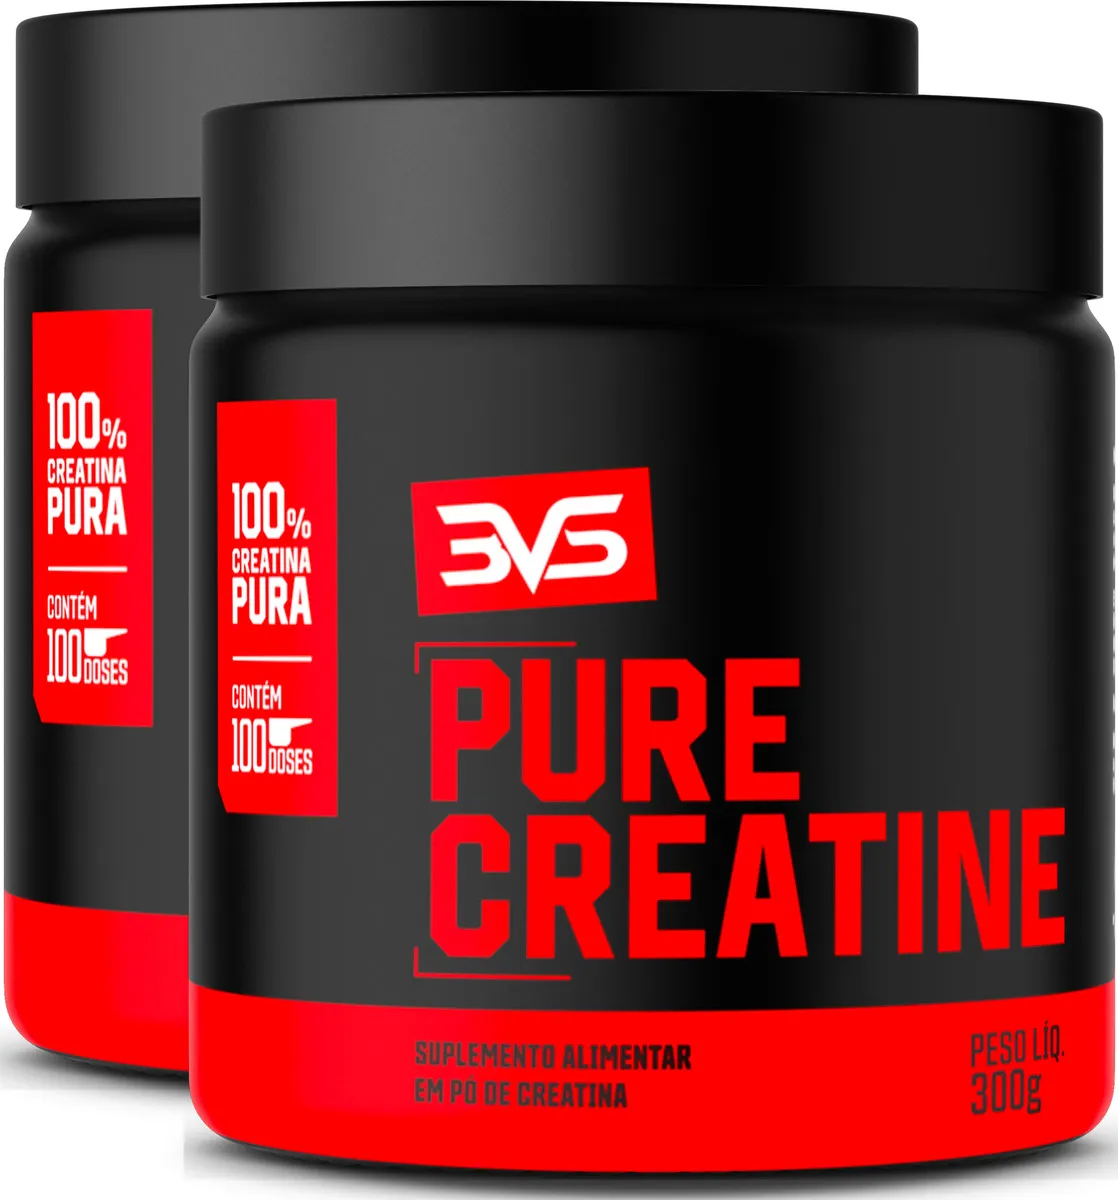 100%
CREATINA
PURA
CONTÉM
100 DOSES
100%
CREATINA
PURA
CONTÉM
100 DOSES
3VS
PURE
CREATINE
SUPLEMENTO ALIMENTAR
EM PÓ DE CREATINA
PESO LÍQ.
300g